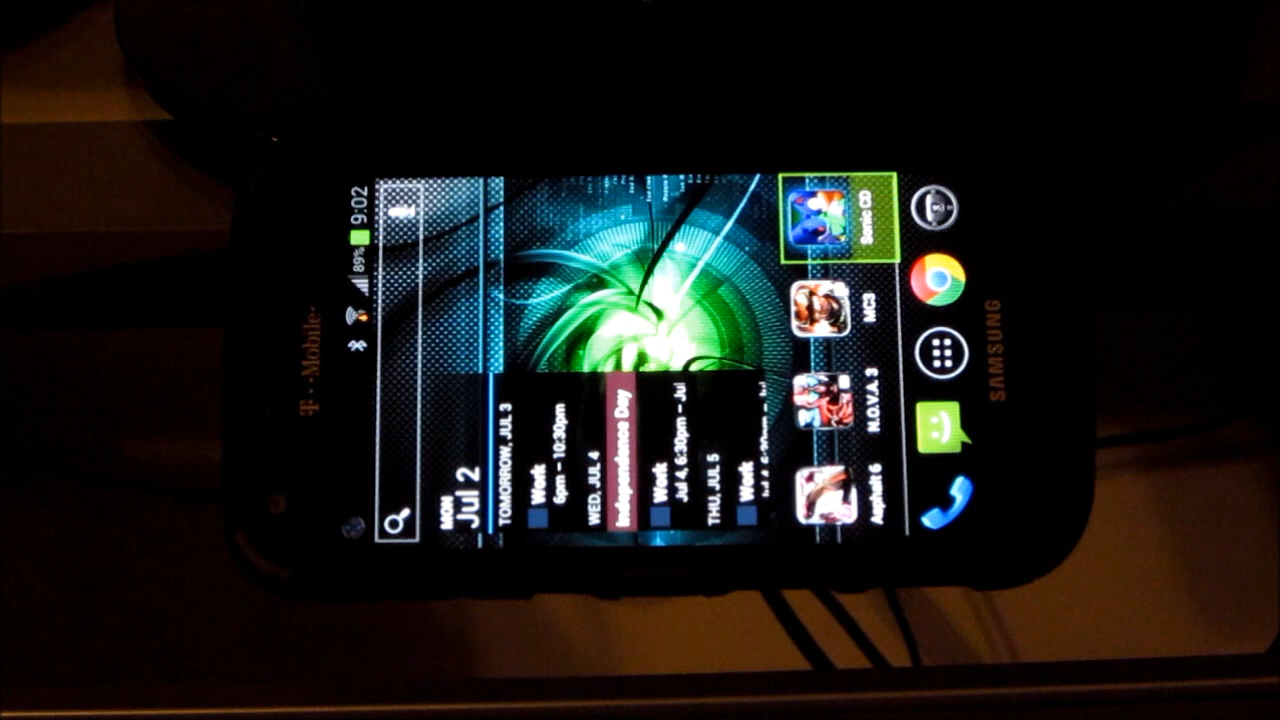 T··Mobile·
89% 9:02
MON
Jul 2
TOMORROW, JUL 3
Work
6pm – 10:30pm
WED, JUL 4
Independence Day
Work
Jul 4, 6:30pm – Jul
THU, JUL 5
Work
Asphalt 6
N.O.V.A. 3
MC3
Sonic CD
SAMSUNG